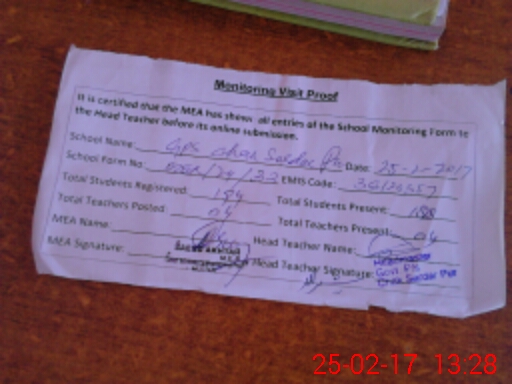 Monitoring Visit Proof
It is certified that the MEA has shown all entries of the School Monitoring Form to
the Head Teacher before its online submission.
School Name: GPS Chak Sardar Pur Date: 25-2-2017
School Form No: EMIS Code:
Total Students Registered: Total Students Present:
Total Teachers Posted: 04 Total Teachers Present: 04
MEA Name: Head Teacher Name:
MEA Signature: Head Teacher Signature:
Headmaster
Govt. P/S
Chak Sardar Pur
25-02-17 13:28